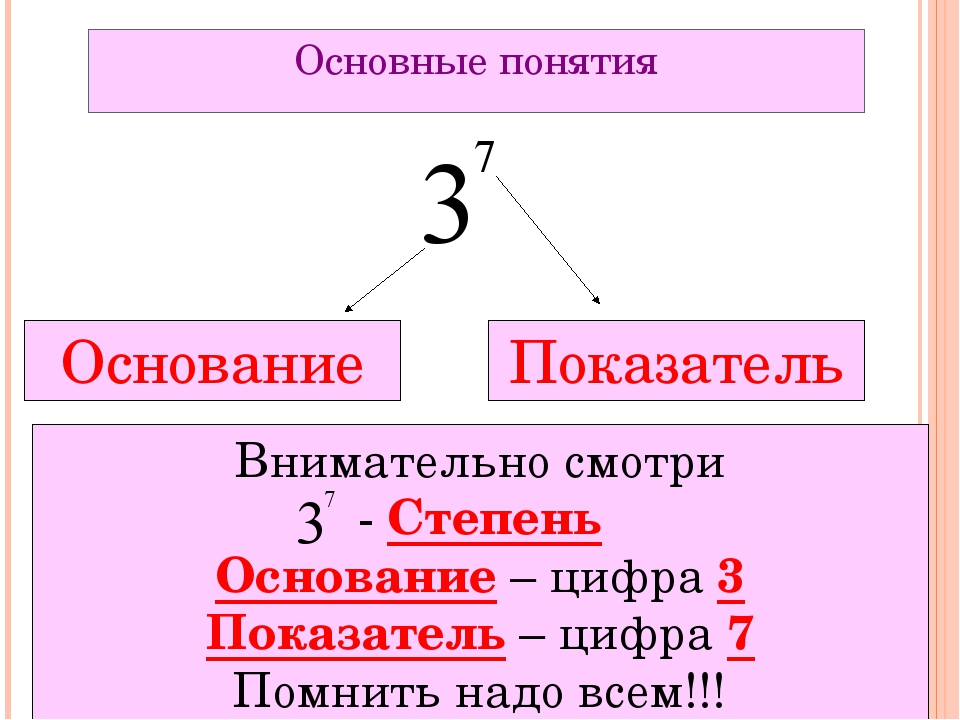 Основные понятия
3⁷
Основание
Показатель
Внимательно смотри
3⁷ - Степень
Основание – цифра 3
Показатель – цифра 7
Помнить надо всем!!!